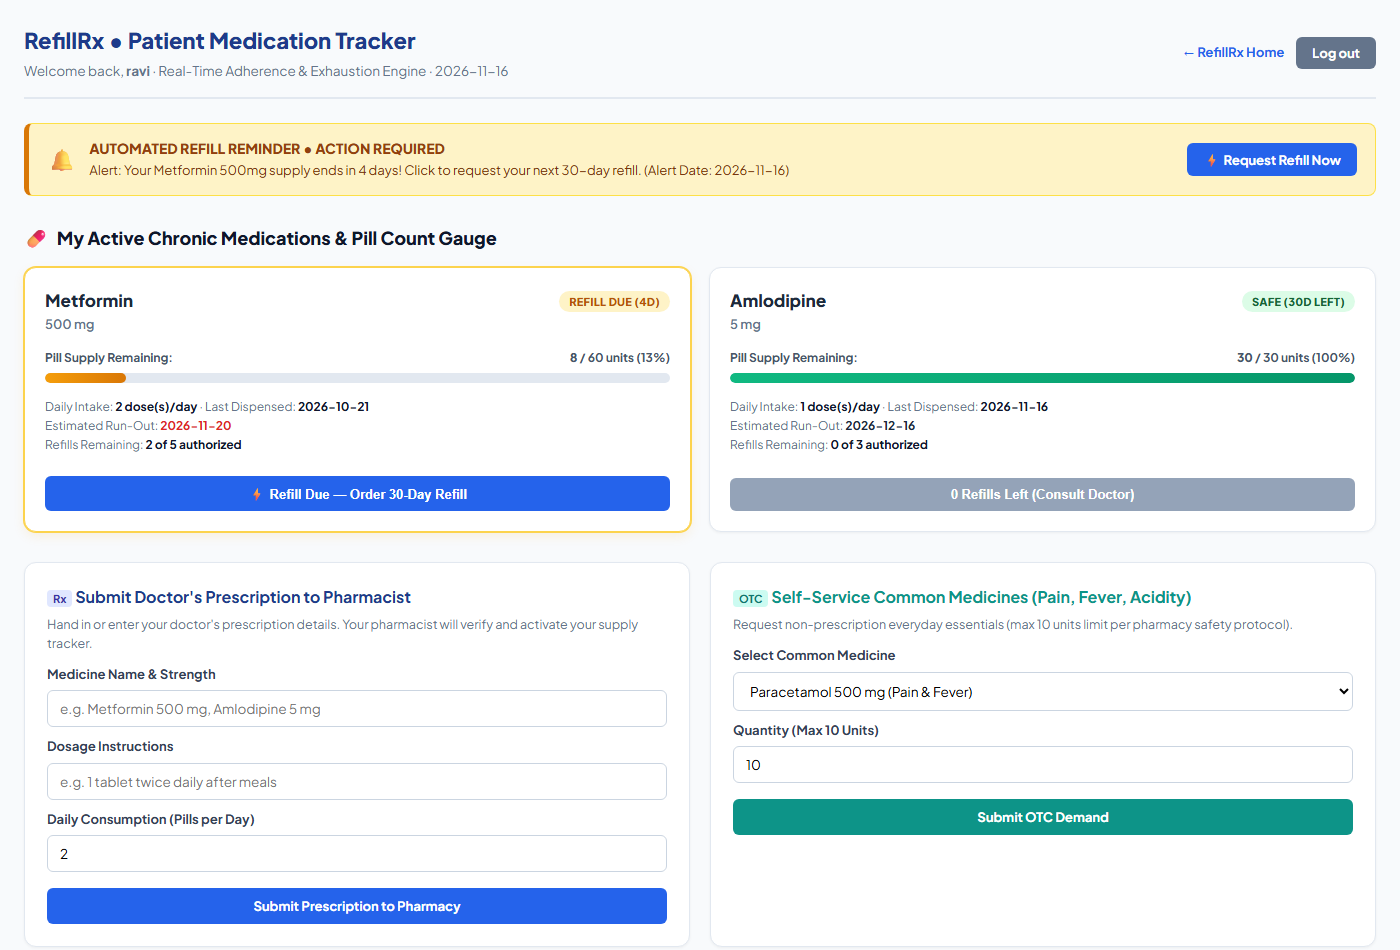 RefillRx ● Patient Medication Tracker
Welcome back, ravi · Real-Time Adherence & Exhaustion Engine · 2026-11-16
← RefillRx Home
Log out
AUTOMATED REFILL REMINDER ● ACTION REQUIRED
Alert: Your Metformin 500mg supply ends in 4 days! Click to request your next 30-day refill. (Alert Date: 2026-11-16)
Request Refill Now
My Active Chronic Medications & Pill Count Gauge
Metformin
REFILL DUE (4D)
500 mg
Pill Supply Remaining:
8 / 60 units (13%)
Daily Intake: 2 dose(s)/day · Last Dispensed: 2026-10-21
Estimated Run-Out: 2026-11-20
Refills Remaining: 2 of 5 authorized
Refill Due — Order 30-Day Refill
Amlodipine
SAFE (30D LEFT)
5 mg
Pill Supply Remaining:
30 / 30 units (100%)
Daily Intake: 1 dose(s)/day · Last Dispensed: 2026-11-16
Estimated Run-Out: 2026-12-16
Refills Remaining: 0 of 3 authorized
0 Refills Left (Consult Doctor)
Rx Submit Doctor's Prescription to Pharmacist
Hand in or enter your doctor's prescription details. Your pharmacist will verify and activate your supply
tracker.
Medicine Name & Strength
e.g. Metformin 500 mg, Amlodipine 5 mg
Dosage Instructions
e.g. 1 tablet twice daily after meals
Daily Consumption (Pills per Day)
2
Submit Prescription to Pharmacy
OTC Self-Service Common Medicines (Pain, Fever, Acidity)
Request non-prescription everyday essentials (max 10 units limit per pharmacy safety protocol).
Select Common Medicine
Paracetamol 500 mg (Pain & Fever)
Quantity (Max 10 Units)
10
Submit OTC Demand